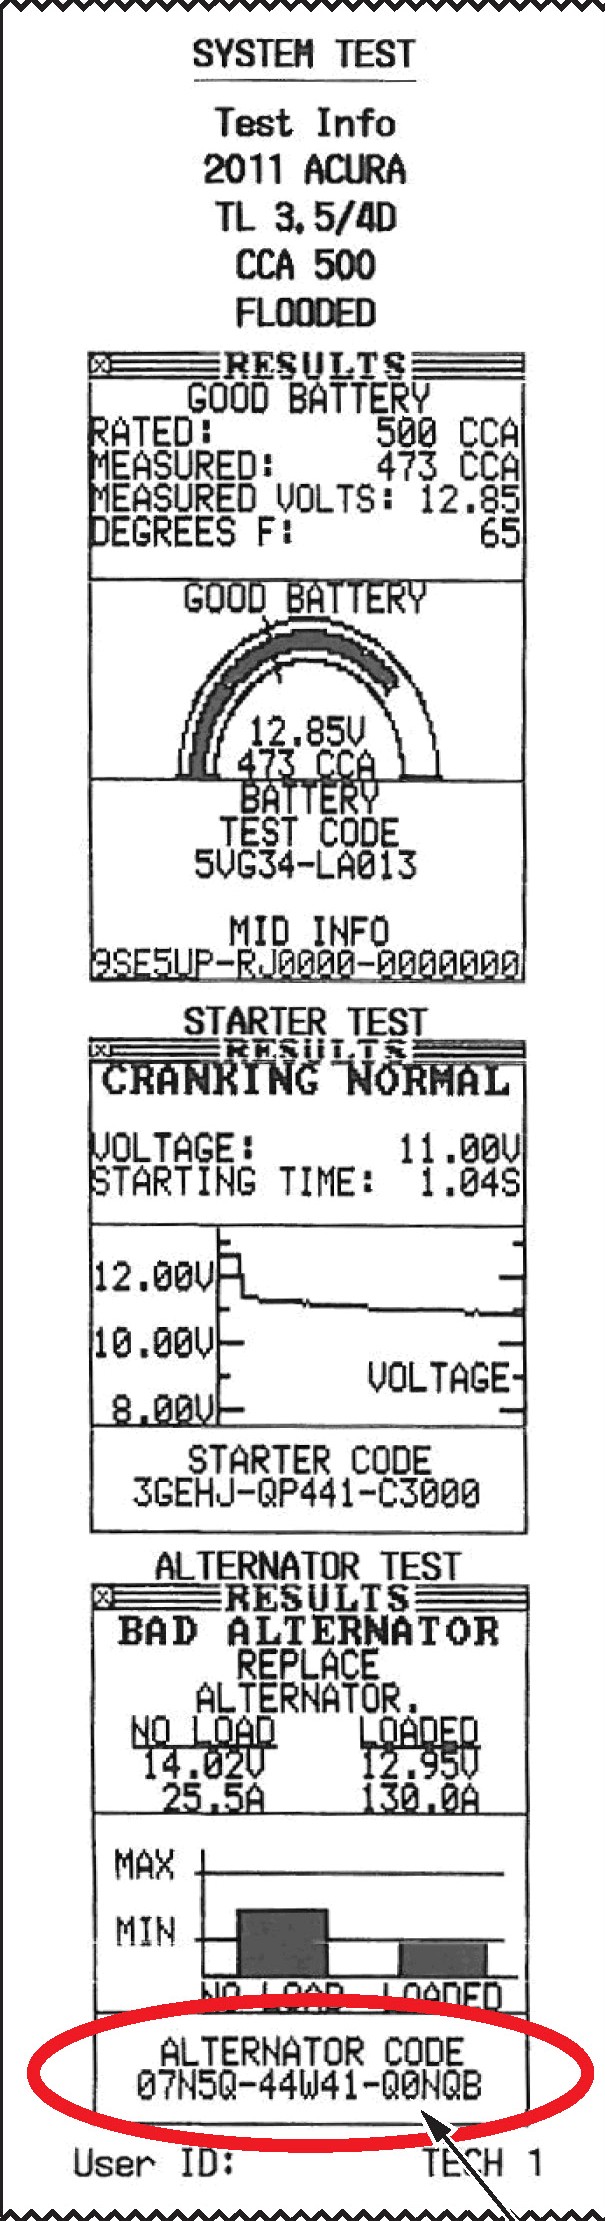 SYSTEM TEST
Test Info
2011 ACURA
TL 3.5/4D
CCA 500
FLOODED
RESULTS
GOOD BATTERY
RATED: 500 CCA
MEASURED: 473 CCA
MEASURED VOLTS: 12.85
DEGREES F: 65
GOOD BATTERY
12.85V
473 CCA
BATTERY
TEST CODE
5VG34-LA013
MID INFO
9SE5UP-RJ0000-0000000
STARTER TEST
RESULTS
CRANKING NORMAL
VOLTAGE: 11.00V
STARTING TIME: 1.04S
12.00V
10.00V
VOLTAGE
8.00V
STARTER CODE
3GEHJ-QP441-C3000
ALTERNATOR TEST
RESULTS
BAD ALTERNATOR
REPLACE
ALTERNATOR.
NO LOAD LOADED
14.02V 12.95V
25.5A 130.0A
MAX
MIN
NO LOAD LOADED
ALTERNATOR CODE
07N5Q-44W41-Q0NQB
User ID: TECH 1